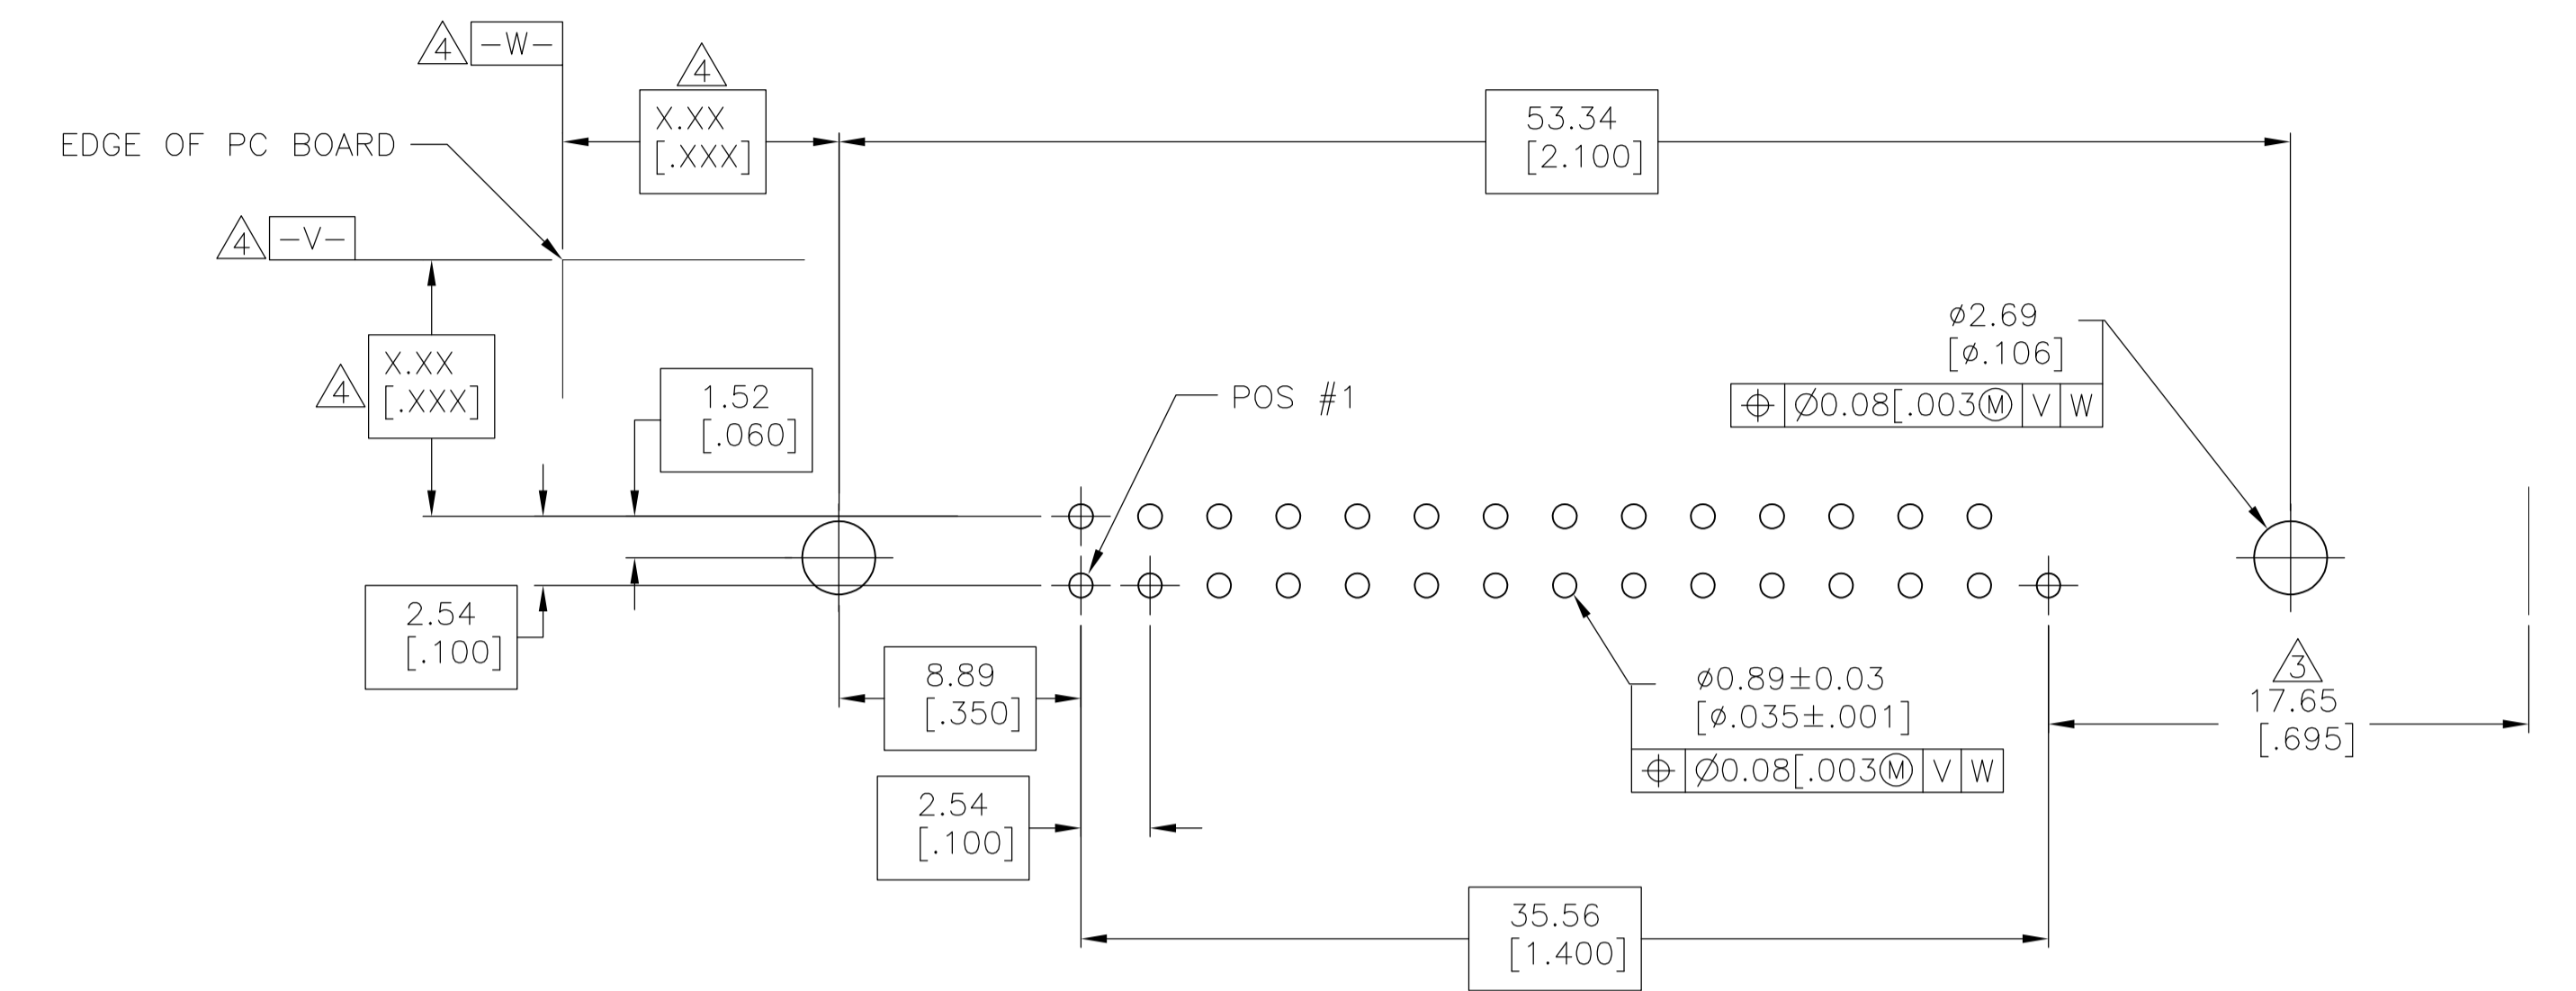 4 -W-
4
X.XX
[.XXX]
53.34
[2.100]
EDGE OF PC BOARD
4 -V-
X.XX
[.XXX]
4
1.52
[.060]
POS #1
ø2.69
[ø.106]
⌖ Ø0.08[.003Ⓜ V W
2.54
[.100]
8.89
[.350]
ø0.89±0.03
[ø.035±.001]
⌖ Ø0.08[.003Ⓜ V W
3
17.65
[.695]
2.54
[.100]
35.56
[1.400]